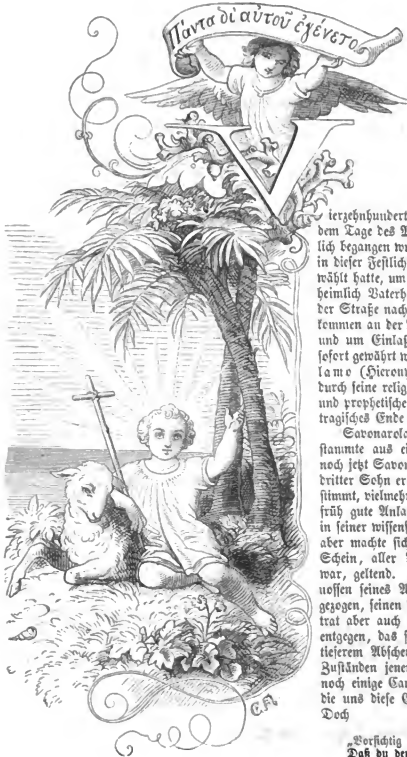 Πάντα δι' αὐτοῦ ἐγένετο
V
ierzehnhundert
dem Tage des A
lich begangen w
in dieser Festlich
wählt hatte, um
heimlich Vaterh
der Straße nach
kommen an der
und um Einlaß
sofort gewährt w
lamo (Hieron
durch seine relig
und prophetische
tragisches Ende
Savonarola
stammte aus ei
noch jetzt Savon
dritter Sohn er
stimmt, vielmeh
früh gute Anla
in seiner wissens
aber machte sich
Schein, aller
war, geltend.
nossen seines A
gezogen, seinen
trat aber auch
entgegen, das s
tieferem Abscheu
Zuständen jener
noch einige Can
die uns diese C
Doch
„Vorsichtig
Daß du den